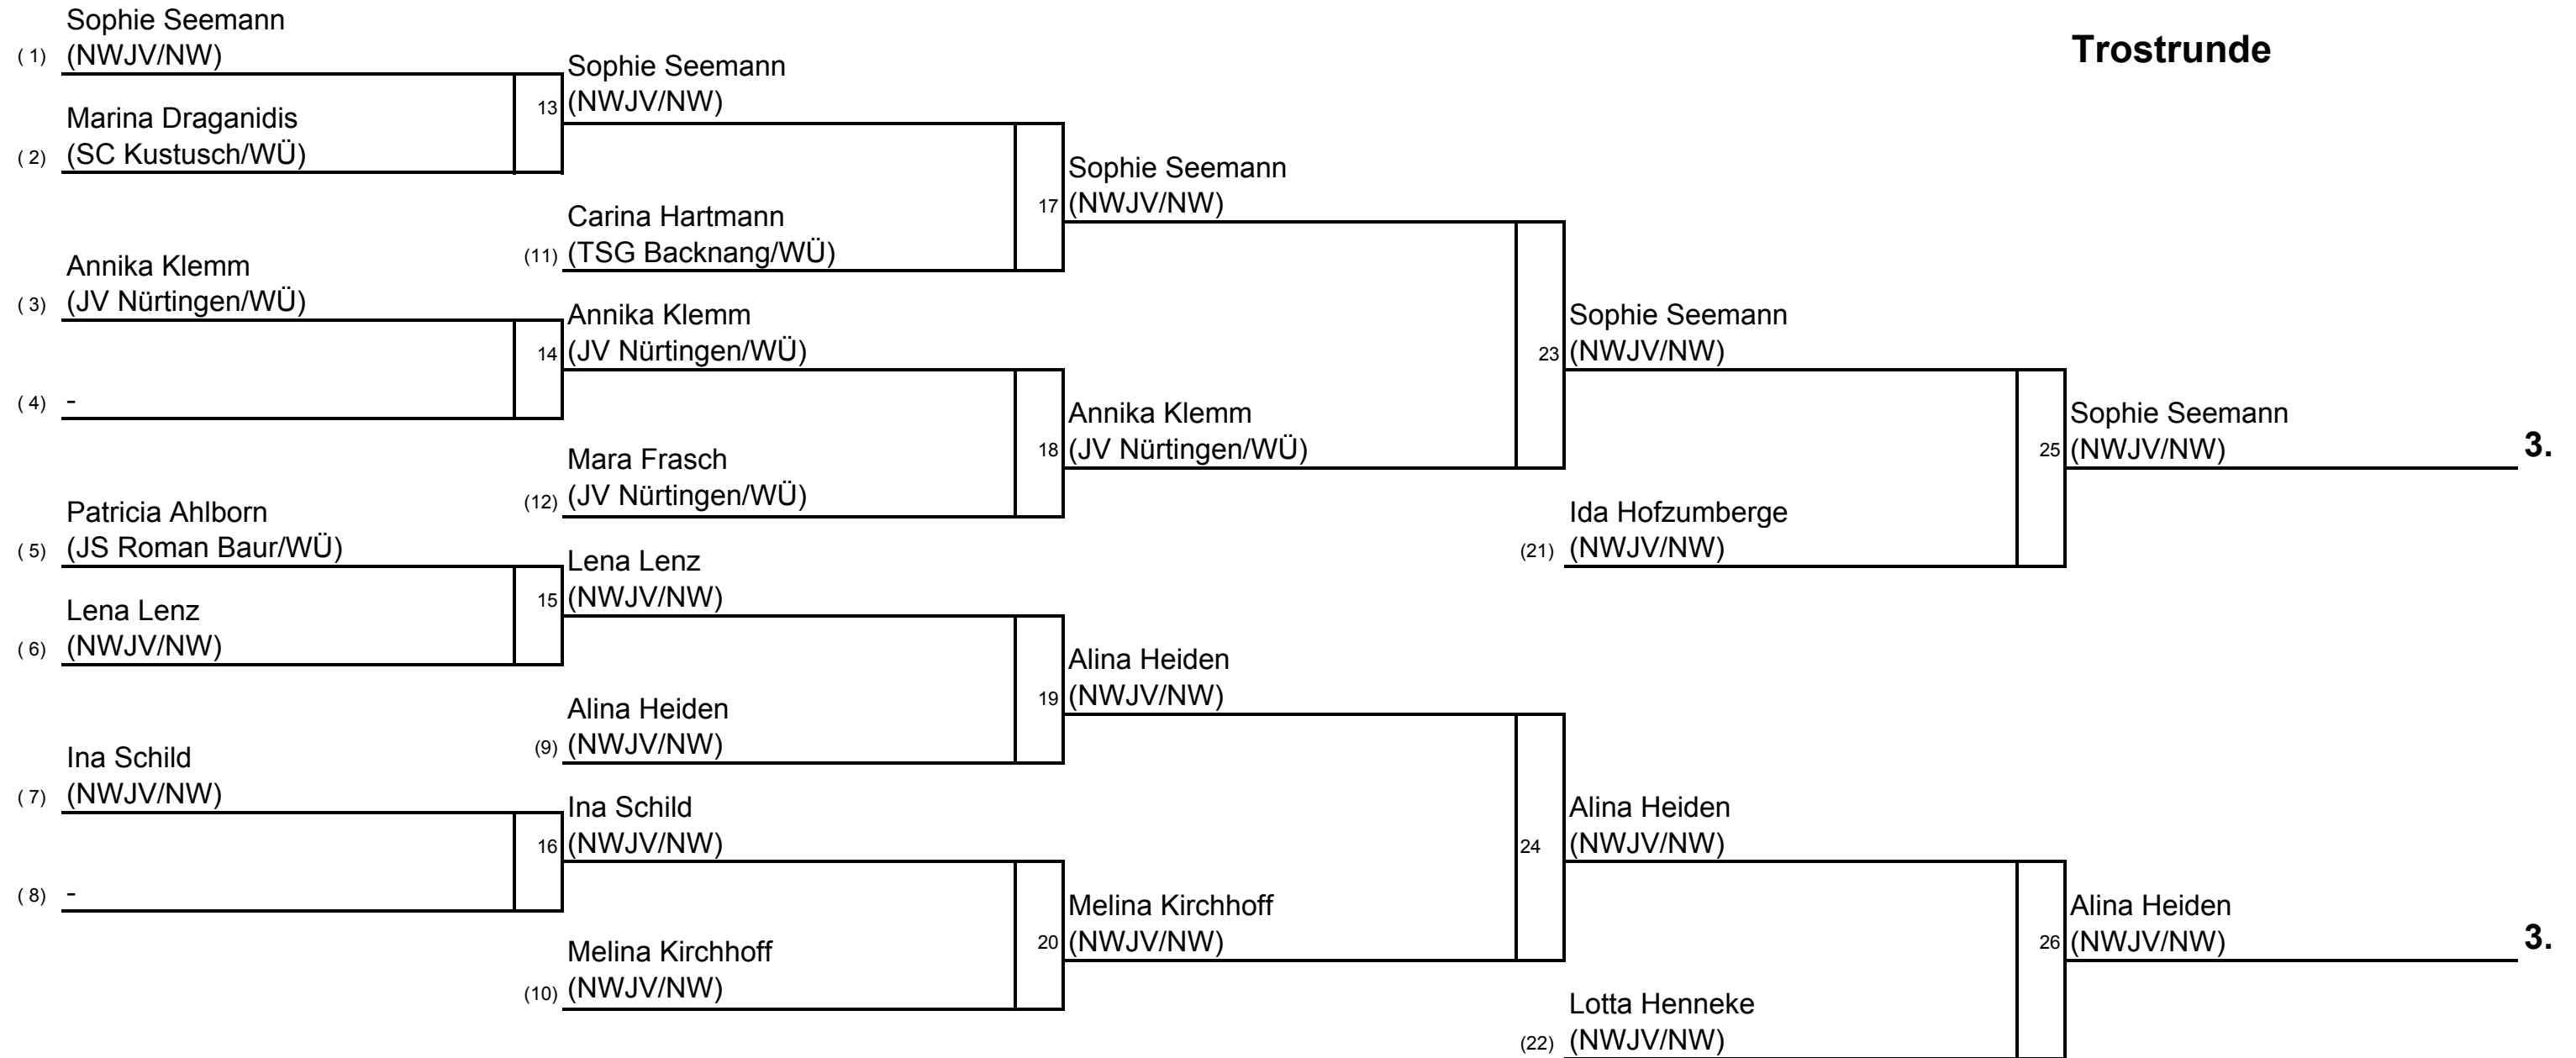 Trostrunde
Sophie Seemann
( 1) (NWJV/NW)
Marina Draganidis
( 2) (SC Kustusch/WÜ)
Annika Klemm
( 3) (JV Nürtingen/WÜ)
( 4) -
Patricia Ahlborn
( 5) (JS Roman Baur/WÜ)
Lena Lenz
( 6) (NWJV/NW)
Ina Schild
( 7) (NWJV/NW)
( 8) -
Sophie Seemann
13 (NWJV/NW)
Carina Hartmann
(11) (TSG Backnang/WÜ)
Annika Klemm
14 (JV Nürtingen/WÜ)
Mara Frasch
(12) (JV Nürtingen/WÜ)
Lena Lenz
15 (NWJV/NW)
Alina Heiden
(9) (NWJV/NW)
Ina Schild
16 (NWJV/NW)
Melina Kirchhoff
(10) (NWJV/NW)
Sophie Seemann
17 (NWJV/NW)
Annika Klemm
18 (JV Nürtingen/WÜ)
Alina Heiden
19 (NWJV/NW)
Melina Kirchhoff
20 (NWJV/NW)
Sophie Seemann
23 (NWJV/NW)
Ida Hofzumberge
(21) (NWJV/NW)
Alina Heiden
24 (NWJV/NW)
Lotta Henneke
(22) (NWJV/NW)
Sophie Seemann
25 (NWJV/NW) 3.
Alina Heiden
26 (NWJV/NW) 3.